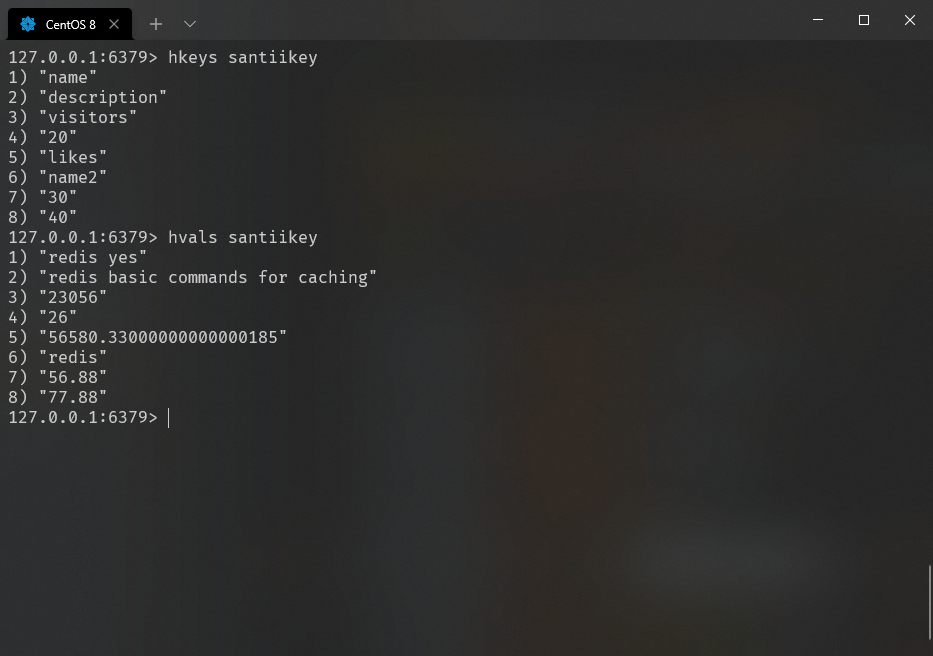 CentOS 8
127.0.0.1:6379> hkeys santiikey
1) "name"
2) "description"
3) "visitors"
4) "20"
5) "likes"
6) "name2"
7) "30"
8) "40"
127.0.0.1:6379> hvals santiikey
1) "redis yes"
2) "redis basic commands for caching"
3) "23056"
4) "26"
5) "56580.33000000000000185"
6) "redis"
7) "56.88"
8) "77.88"
127.0.0.1:6379>